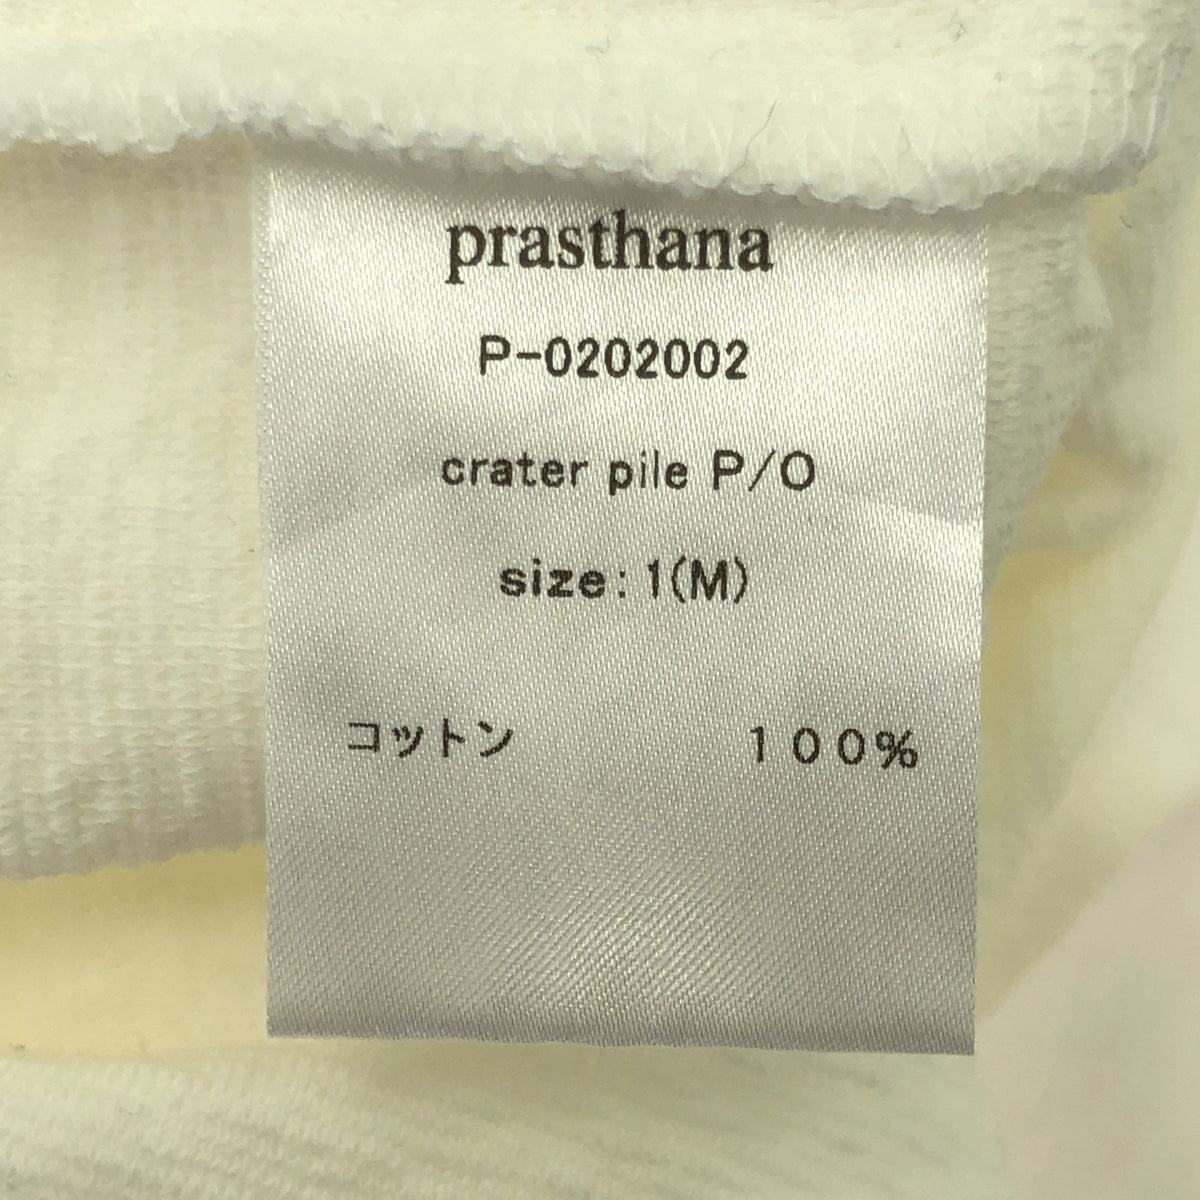 prasthana
P-0202002
crater pile P/O
size: 1(M)
コットン １００％